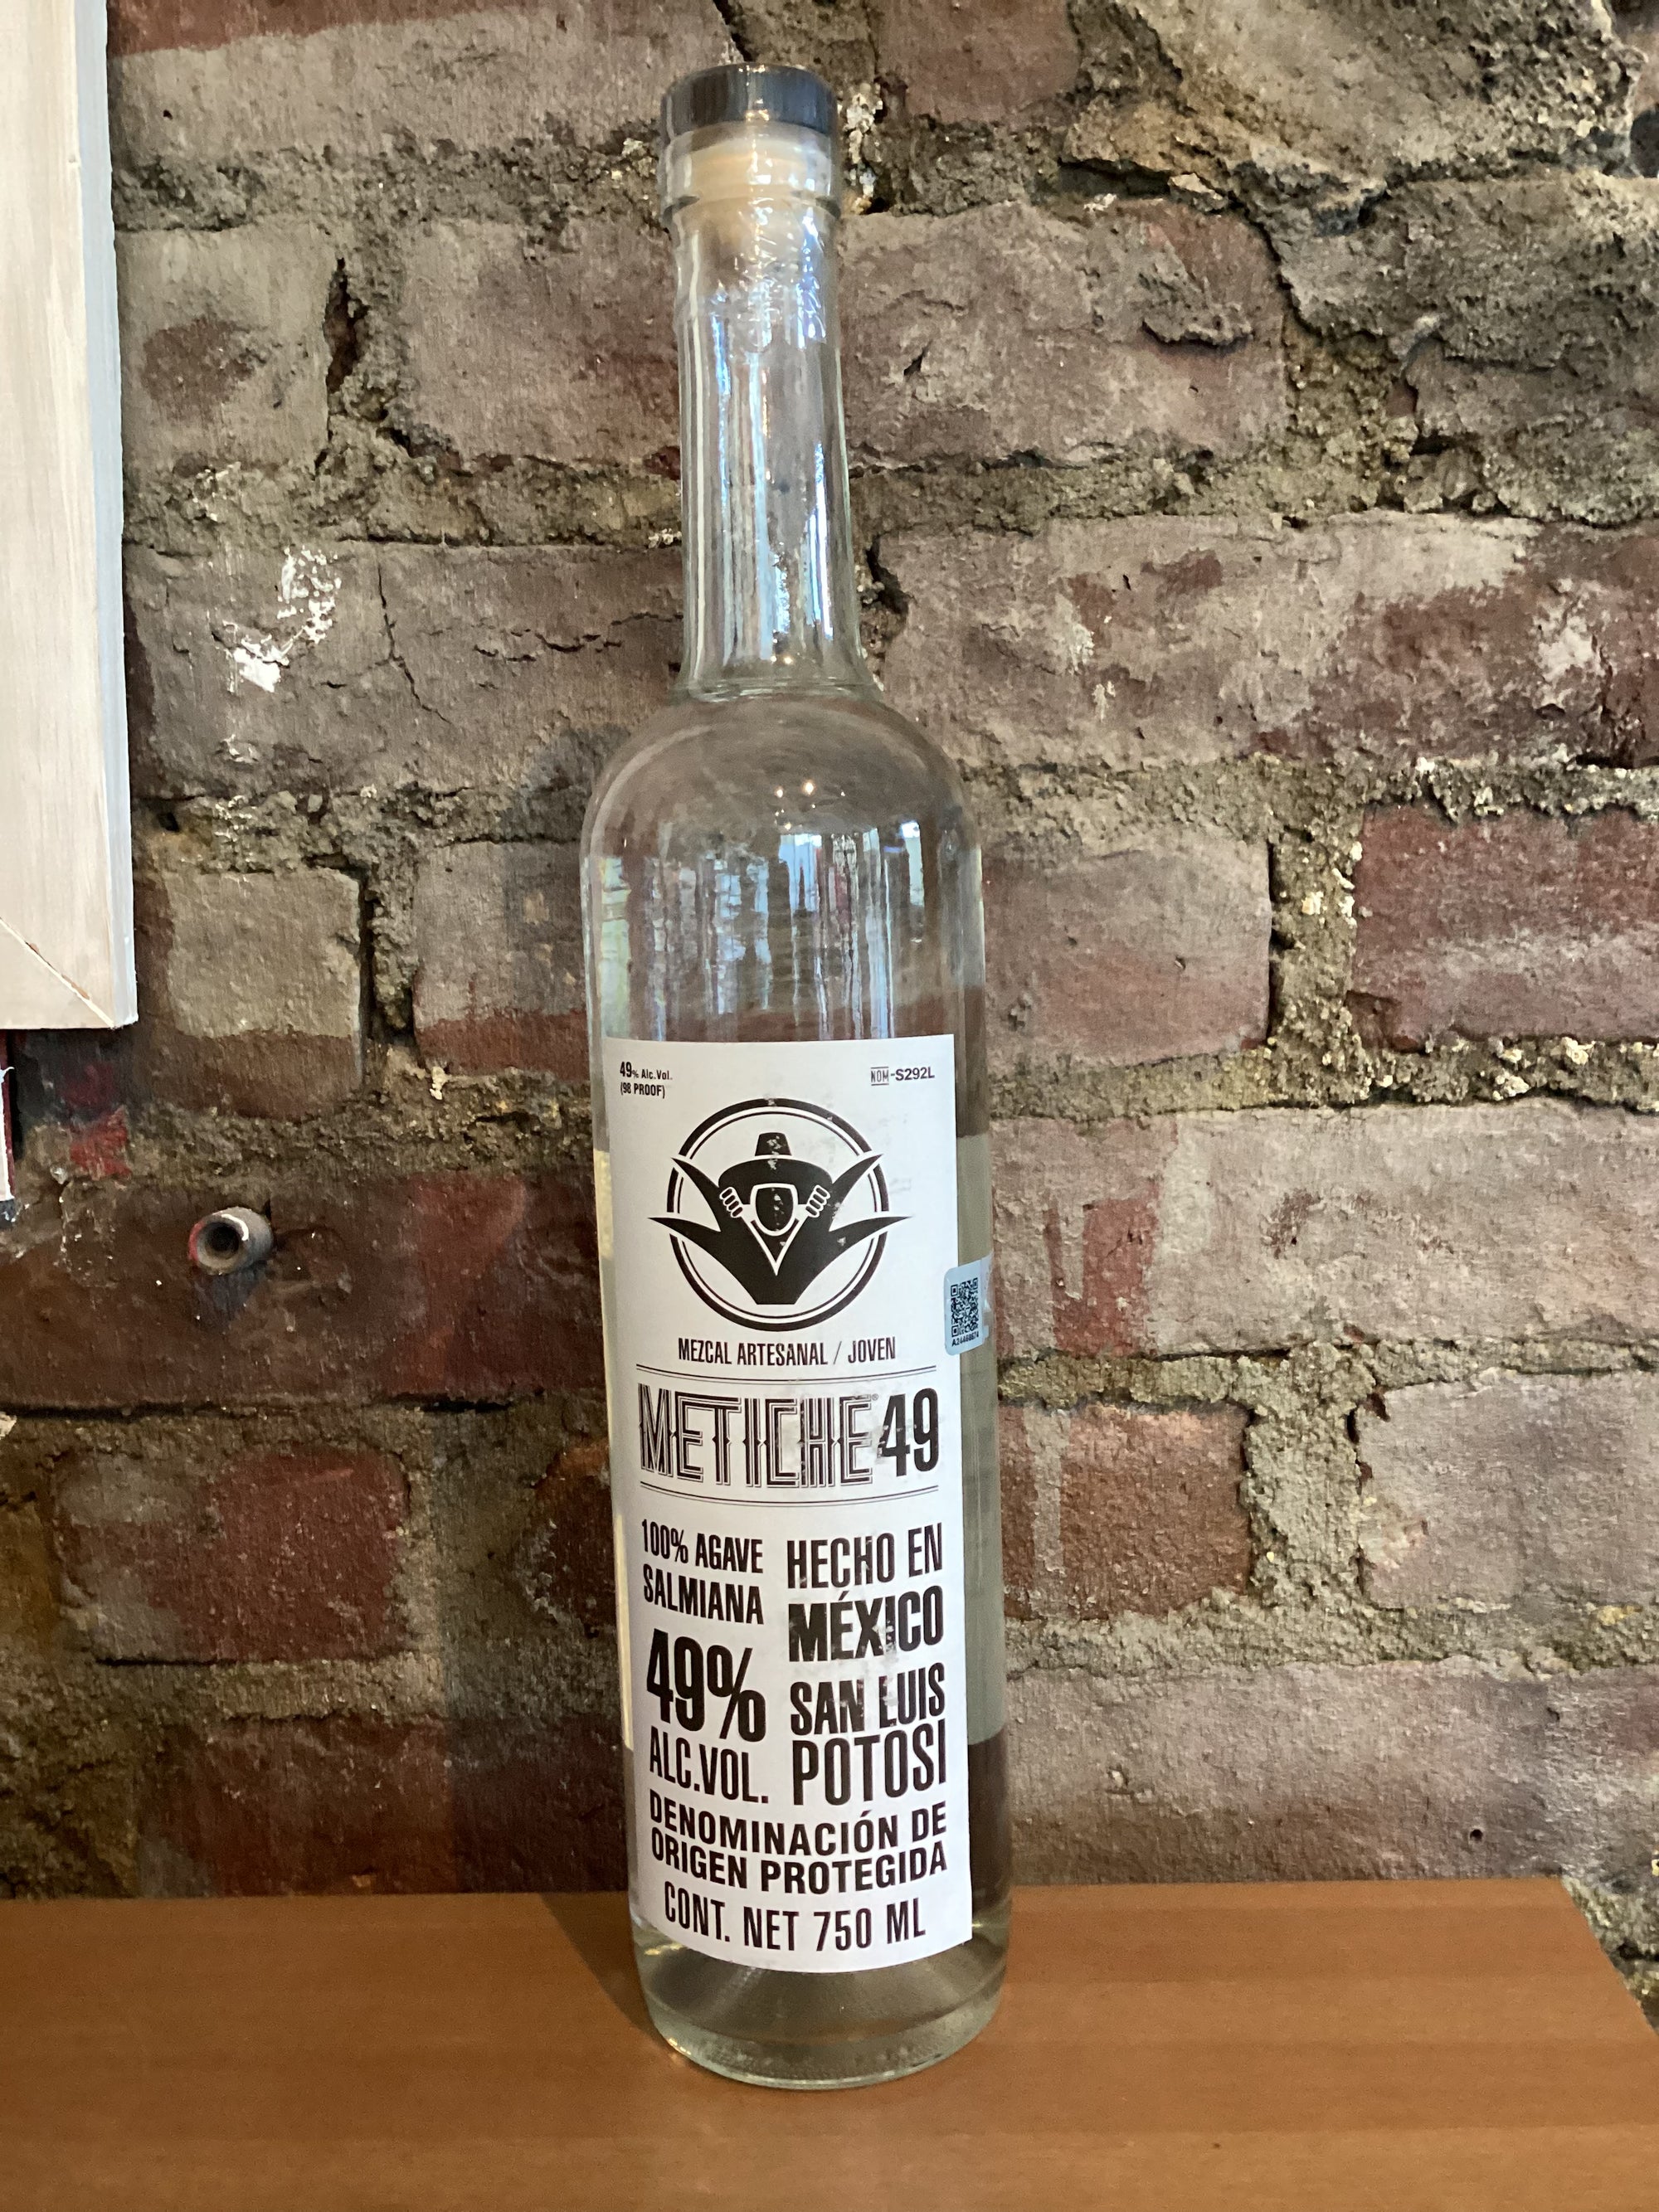 49% Alc.Vol.
(98 PROOF)
NOM-S292L
MEZCAL ARTESANAL / JOVEN
METICHE® 49
100% AGAVE
SALMIANA
49%
ALC.VOL.
HECHO EN
MÉXICO
SAN LUIS
POTOSI
DENOMINACIÓN DE
ORIGEN PROTEGIDA
CONT. NET 750 ML